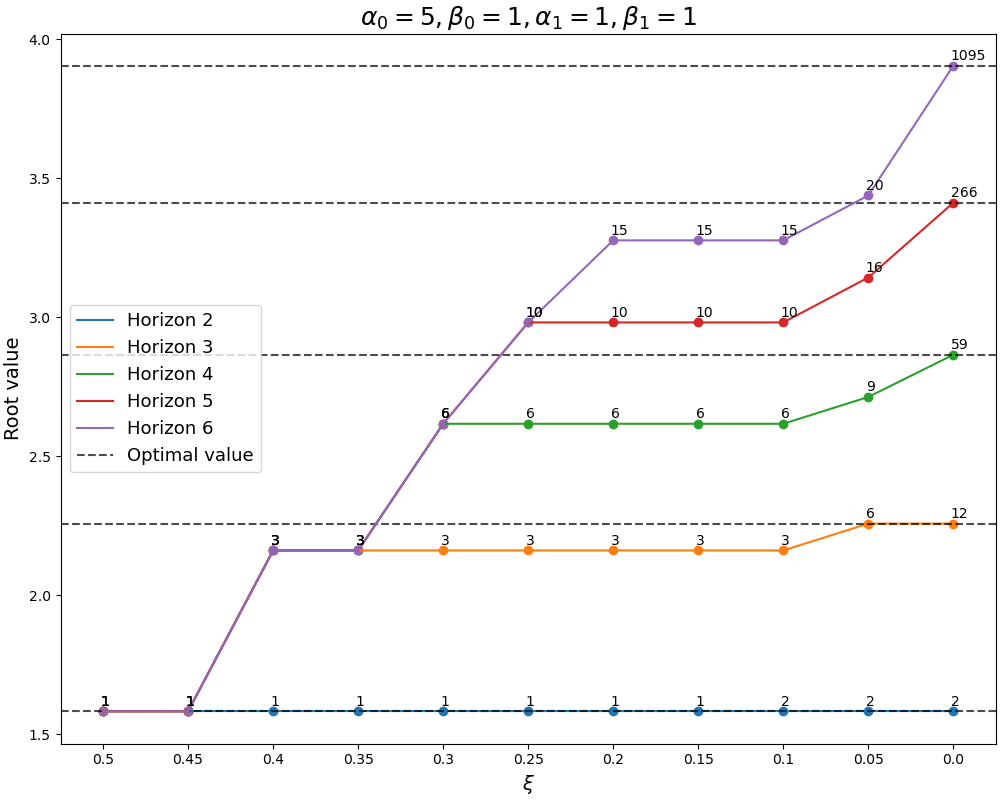 α₀ = 5, β₀ = 1, α₁ = 1, β₁ = 1
4.0
3.5
3.0
2.5
2.0
1.5
Root value
1095
20
266
15 15 15
16
10 10 10 10
59
9
6 6 6 6 6 6
6 12
3 3 3 3 3 3 3 3
1 1 1 1 1 1 1 1 2 2 2
Horizon 2
Horizon 3
Horizon 4
Horizon 5
Horizon 6
Optimal value
0.5 0.45 0.4 0.35 0.3 0.25 0.2 0.15 0.1 0.05 0.0
ξ